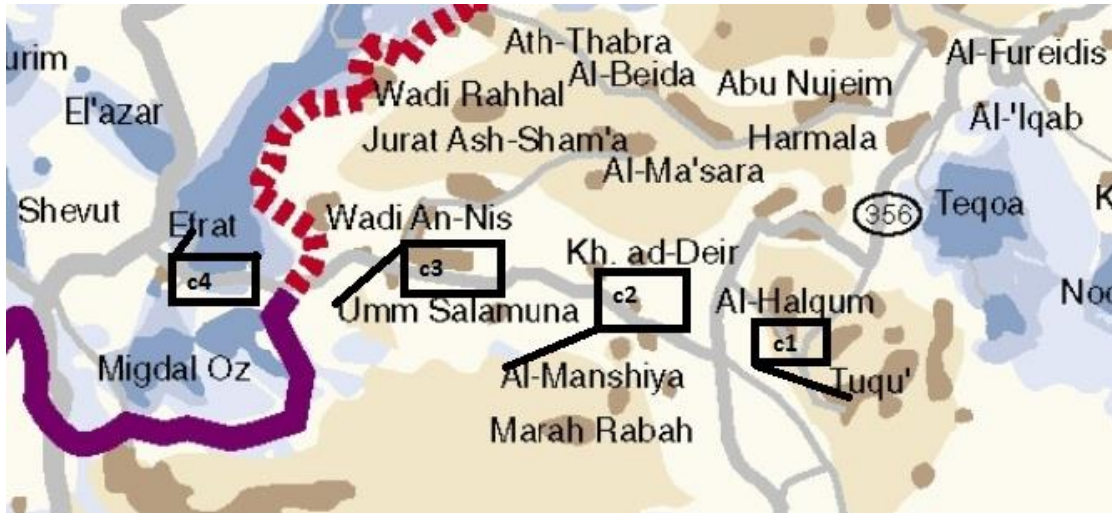 Ath-Thabra
Al-Fureidis
urim
Al-Beida
Abu Nujeim
El'azar
Wadi Rahhal
Al-'Iqab
Jurat Ash-Sham'a
Harmala
Al-Ma'sara
Shevut
Efrat
Wadi An-Nis
356
Teqoa
K
Kh. ad-Deir
c4
c3
c2
Noc
Umm Salamuna
Al-Halqum
c1
Migdal Oz
Al-Manshiya
Tuqu'
Marah Rabah